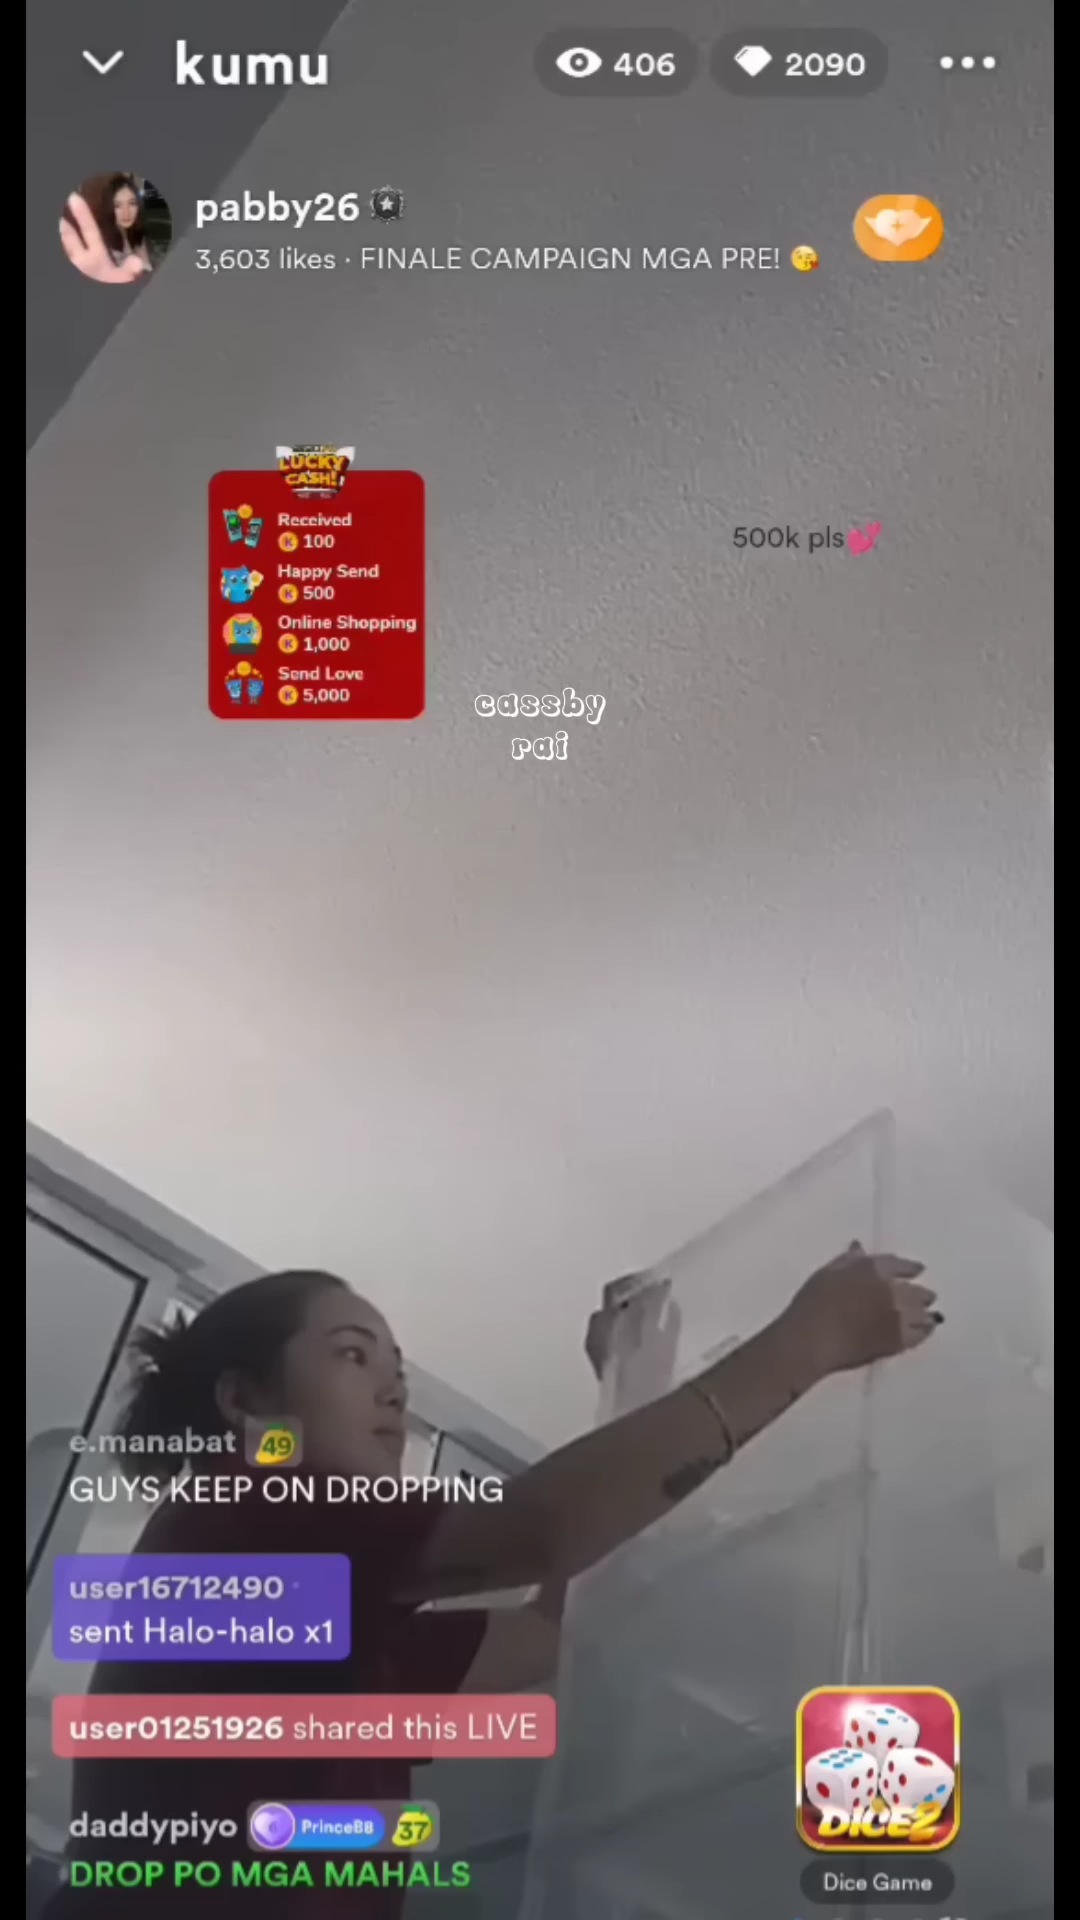 kumu
406
2090
pabby26
3,603 likes · FINALE CAMPAIGN MGA PRE! 😘
LUCKY
CASH!
Received
100
Happy Send
500
Online Shopping
1,000
Send Love
5,000
500k pls💕
cassby
rai
e.manabat 49
GUYS KEEP ON DROPPING
user16712490
sent Halo-halo x1
user01251926 shared this LIVE
daddypiyo PrinceBB 37
DROP PO MGA MAHALS
DICE2
Dice Game